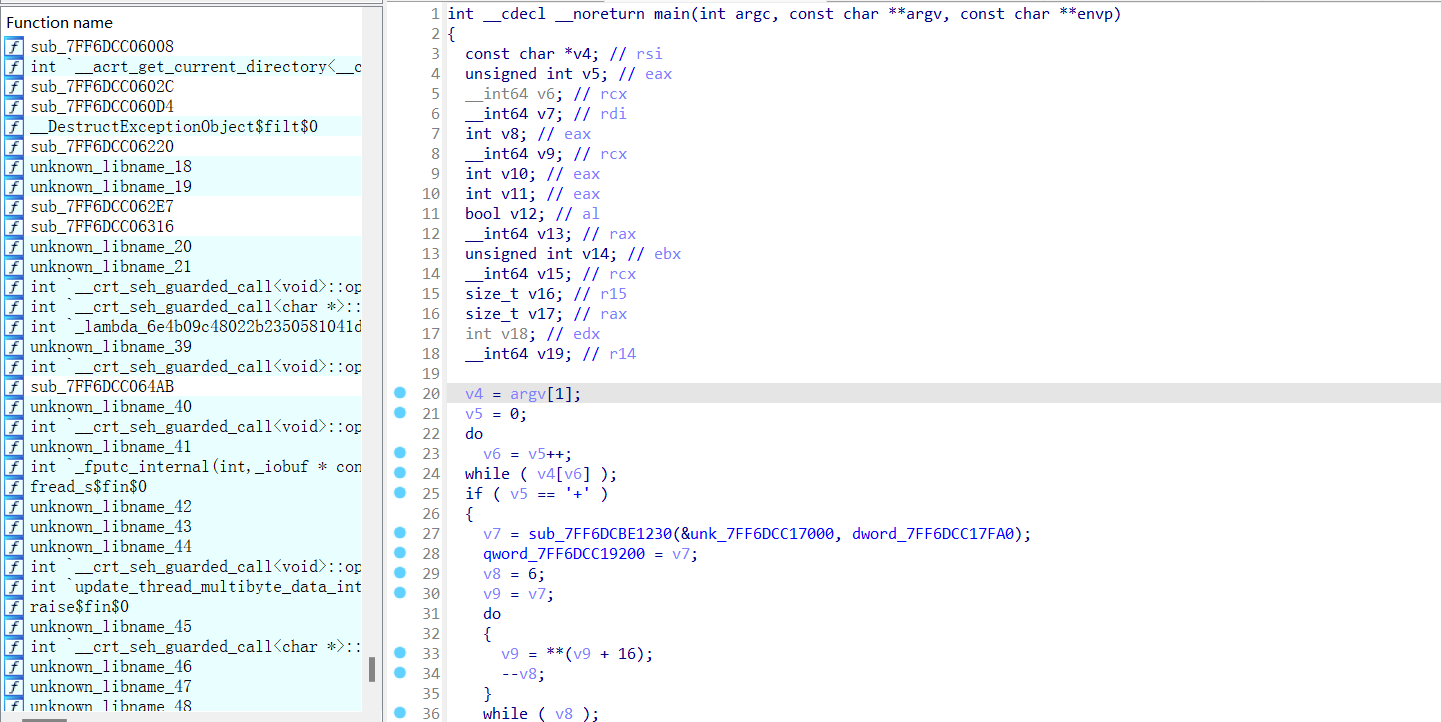 Function name
sub_7FF6DCC06008
int `__acrt_get_current_directory<__c
sub_7FF6DCC0602C
sub_7FF6DCC060D4
__DestructExceptionObject$filt$0
sub_7FF6DCC06220
unknown_libname_18
unknown_libname_19
sub_7FF6DCC062E7
sub_7FF6DCC06316
unknown_libname_20
unknown_libname_21
int `__crt_seh_guarded_call<void>::op
int `__crt_seh_guarded_call<char *>::
int `_lambda_6e4b09c48022b2350581041d
unknown_libname_39
int `__crt_seh_guarded_call<void>::op
sub_7FF6DCC064AB
unknown_libname_40
int `__crt_seh_guarded_call<void>::op
unknown_libname_41
int `_fputc_internal(int,_iobuf * con
fread_s$fin$0
unknown_libname_42
unknown_libname_43
unknown_libname_44
int `__crt_seh_guarded_call<void>::op
int `update_thread_multibyte_data_int
raise$fin$0
unknown_libname_45
int `__crt_seh_guarded_call<char *>::
unknown_libname_46
unknown_libname_47
unknown_libname_48
1 int __cdecl __noreturn main(int argc, const char **argv, const char **envp)
2 {
3 const char *v4; // rsi
4 unsigned int v5; // eax
5 __int64 v6; // rcx
6 __int64 v7; // rdi
7 int v8; // eax
8 __int64 v9; // rcx
9 int v10; // eax
10 int v11; // eax
11 bool v12; // al
12 __int64 v13; // rax
13 unsigned int v14; // ebx
14 __int64 v15; // rcx
15 size_t v16; // r15
16 size_t v17; // rax
17 int v18; // edx
18 __int64 v19; // r14
19
20 v4 = argv[1];
21 v5 = 0;
22 do
23 v6 = v5++;
24 while ( v4[v6] );
25 if ( v5 == '+' )
26 {
27 v7 = sub_7FF6DCBE1230(&unk_7FF6DCC17000, dword_7FF6DCC17FA0);
28 qword_7FF6DCC19200 = v7;
29 v8 = 6;
30 v9 = v7;
31 do
32 {
33 v9 = **(v9 + 16);
34 --v8;
35 }
36 while ( v8 );